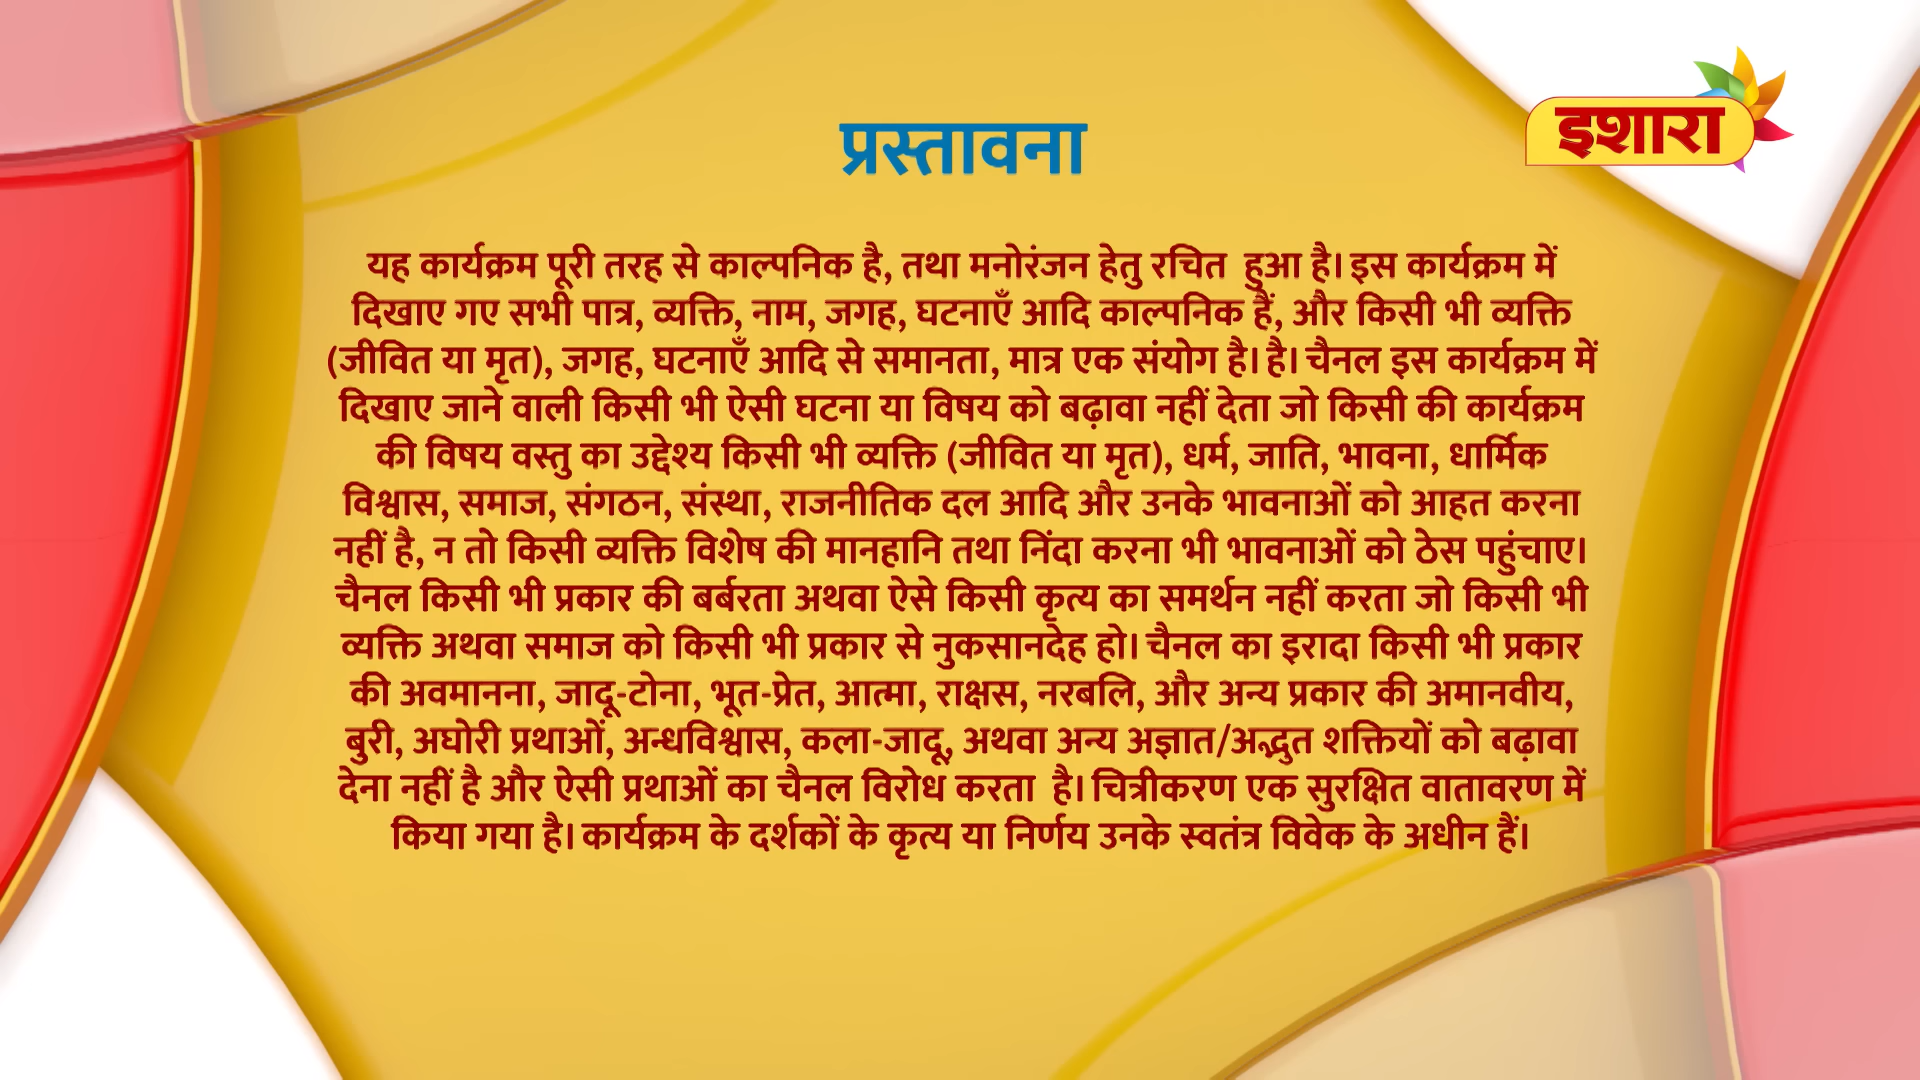 इशारा
प्रस्तावना
यह कार्यक्रम पूरी तरह से काल्पनिक है, तथा मनोरंजन हेतु रचित हुआ है। इस कार्यक्रम में
दिखाए गए सभी पात्र, व्यक्ति, नाम, जगह, घटनाएँ आदि काल्पनिक हैं, और किसी भी व्यक्ति
(जीवित या मृत), जगह, घटनाएँ आदि से समानता, मात्र एक संयोग है। है। चैनल इस कार्यक्रम में
दिखाए जाने वाली किसी भी ऐसी घटना या विषय को बढ़ावा नहीं देता जो किसी की कार्यक्रम
की विषय वस्तु का उद्देश्य किसी भी व्यक्ति (जीवित या मृत), धर्म, जाति, भावना, धार्मिक
विश्वास, समाज, संगठन, संस्था, राजनीतिक दल आदि और उनके भावनाओं को आहत करना
नहीं है, न तो किसी व्यक्ति विशेष की मानहानि तथा निंदा करना भी भावनाओं को ठेस पहुंचाए।
चैनल किसी भी प्रकार की बर्बरता अथवा ऐसे किसी कृत्य का समर्थन नहीं करता जो किसी भी
व्यक्ति अथवा समाज को किसी भी प्रकार से नुकसानदेह हो। चैनल का इरादा किसी भी प्रकार
की अवमानना, जादू-टोना, भूत-प्रेत, आत्मा, राक्षस, नरबलि, और अन्य प्रकार की अमानवीय,
बुरी, अघोरी प्रथाओं, अन्धविश्वास, कला-जादू, अथवा अन्य अज्ञात/अद्भुत शक्तियों को बढ़ावा
देना नहीं है और ऐसी प्रथाओं का चैनल विरोध करता है। चित्रीकरण एक सुरक्षित वातावरण में
किया गया है। कार्यक्रम के दर्शकों के कृत्य या निर्णय उनके स्वतंत्र विवेक के अधीन हैं।